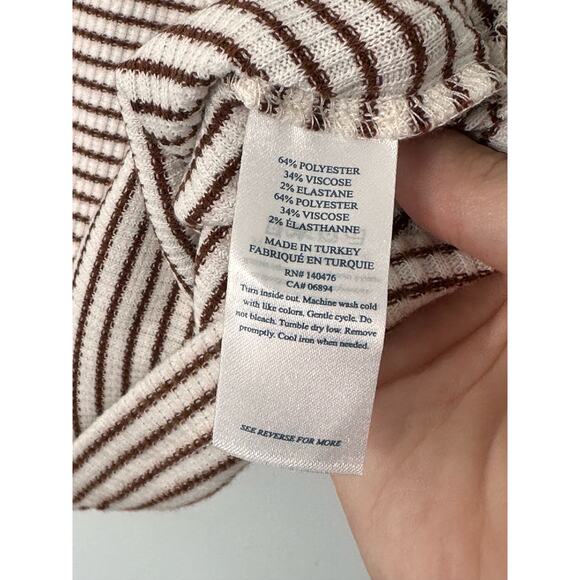 64% POLYESTER
34% VISCOSE
2% ELASTANE
64% POLYESTER
34% VISCOSE
2% ÉLASTHANNE
MADE IN TURKEY
FABRIQUÉ EN TURQUIE
RN# 140476
CA# 06894
Turn inside out. Machine wash cold
with like colors. Gentle cycle. Do
not bleach. Tumble dry low. Remove
promptly. Cool iron when needed.
SEE REVERSE FOR MORE